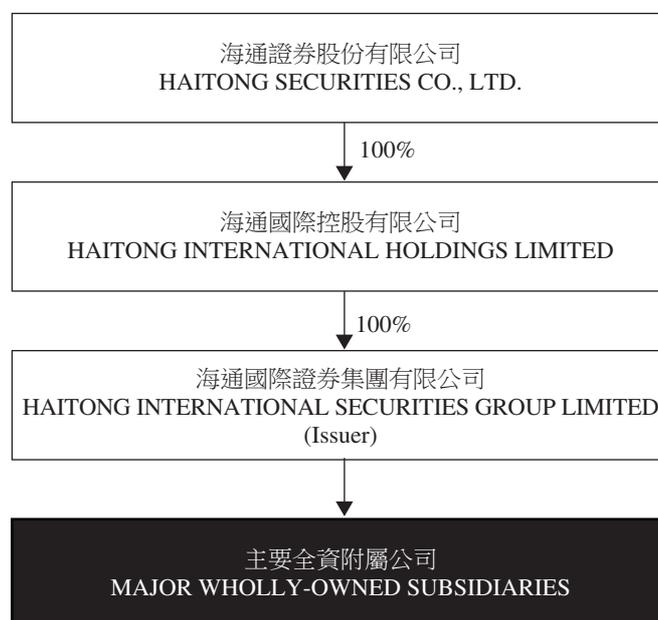 海通證券股份有限公司
HAITONG SECURITIES CO., LTD.
100%
海通國際控股有限公司
HAITONG INTERNATIONAL HOLDINGS LIMITED
100%
海通國際證券集團有限公司
HAITONG INTERNATIONAL SECURITIES GROUP LIMITED
(Issuer)
主要全資附屬公司
MAJOR WHOLLY-OWNED SUBSIDIARIES